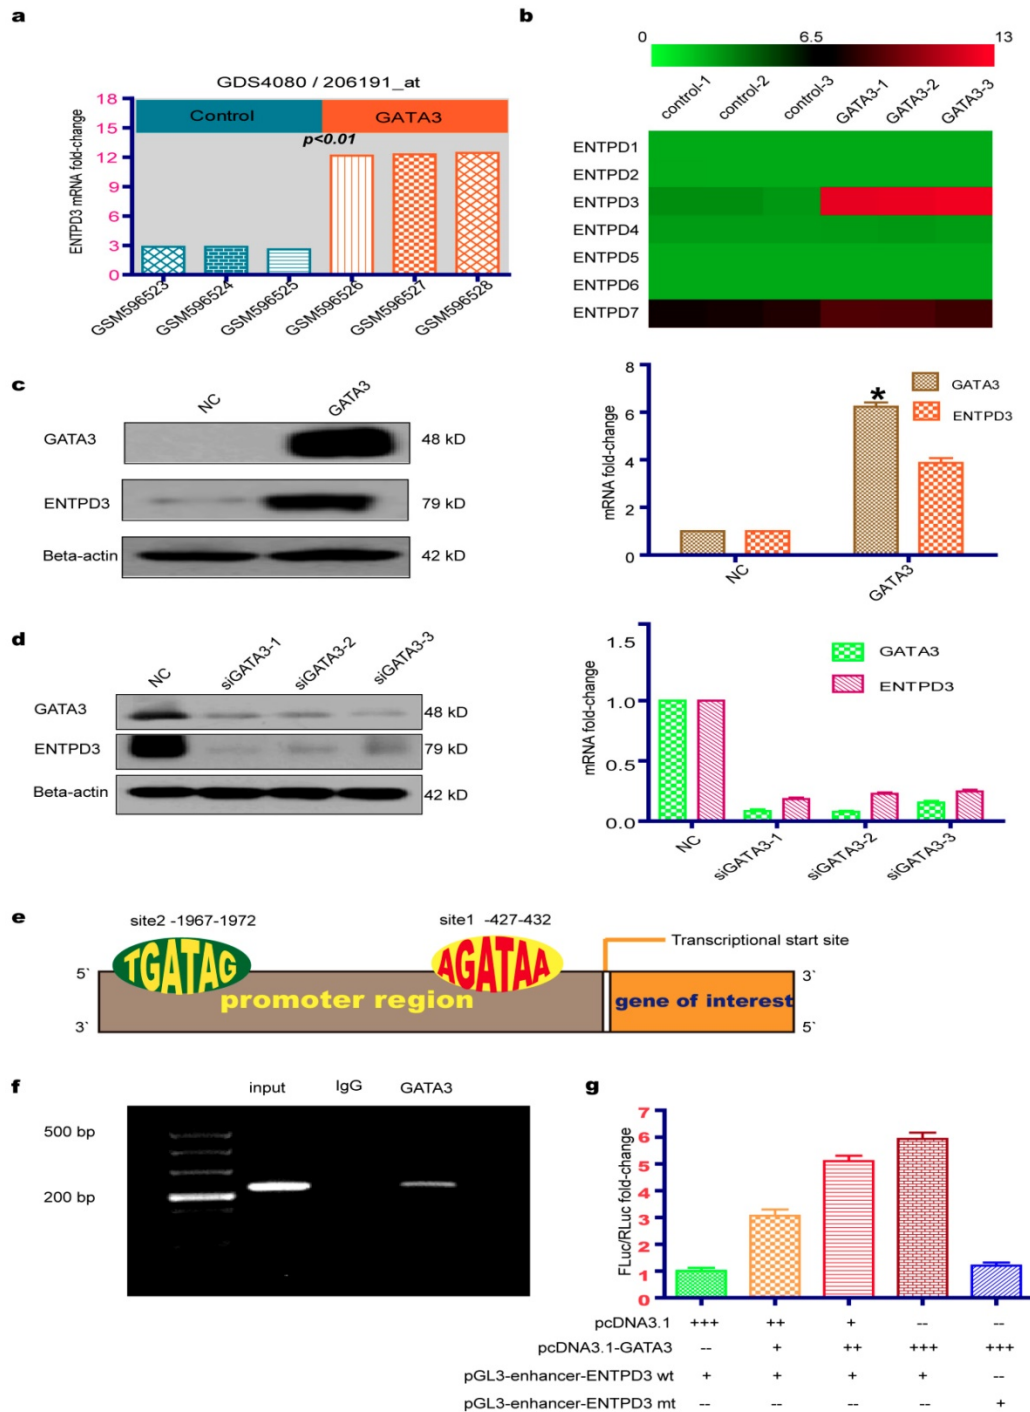 a
GDS4080 / 206191_at
ENTPD3 mRNA fold-change
18
15
12
9
6
3
0
Control
GATA3
p<0.01
GSM596523
GSM596524
GSM596525
GSM596526
GSM596527
GSM596528
b
0
6.5
13
control-1
control-2
control-3
GATA3-1
GATA3-2
GATA3-3
ENTPD1
ENTPD2
ENTPD3
ENTPD4
ENTPD5
ENTPD6
ENTPD7
c
NC
GATA3
GATA3
48 kD
ENTPD3
79 kD
Beta-actin
42 kD
mRNA fold-change
8
6
4
2
0
*
GATA3
ENTPD3
NC
GATA3
d
NC
siGATA3-1
siGATA3-2
siGATA3-3
GATA3
48 kD
ENTPD3
79 kD
Beta-actin
42 kD
mRNA fold-change
1.5
1.0
0.5
0.0
GATA3
ENTPD3
NC
siGATA3-1
siGATA3-2
siGATA3-3
e
site2 -1967-1972
site1 -427-432
Transcriptional start site
TGATAG
AGATAA
5`
3`
promoter region
gene of interest
3`
5`
f
input
IgG
GATA3
500 bp
200 bp
g
FLuc/RLuc fold-change
7
6
5
4
3
2
1
0
pcDNA3.1 +++ ++ + -- --
pcDNA3.1-GATA3 -- + ++ +++ +++
pGL3-enhancer-ENTPD3 wt + + + + --
pGL3-enhancer-ENTPD3 mt -- -- -- -- +